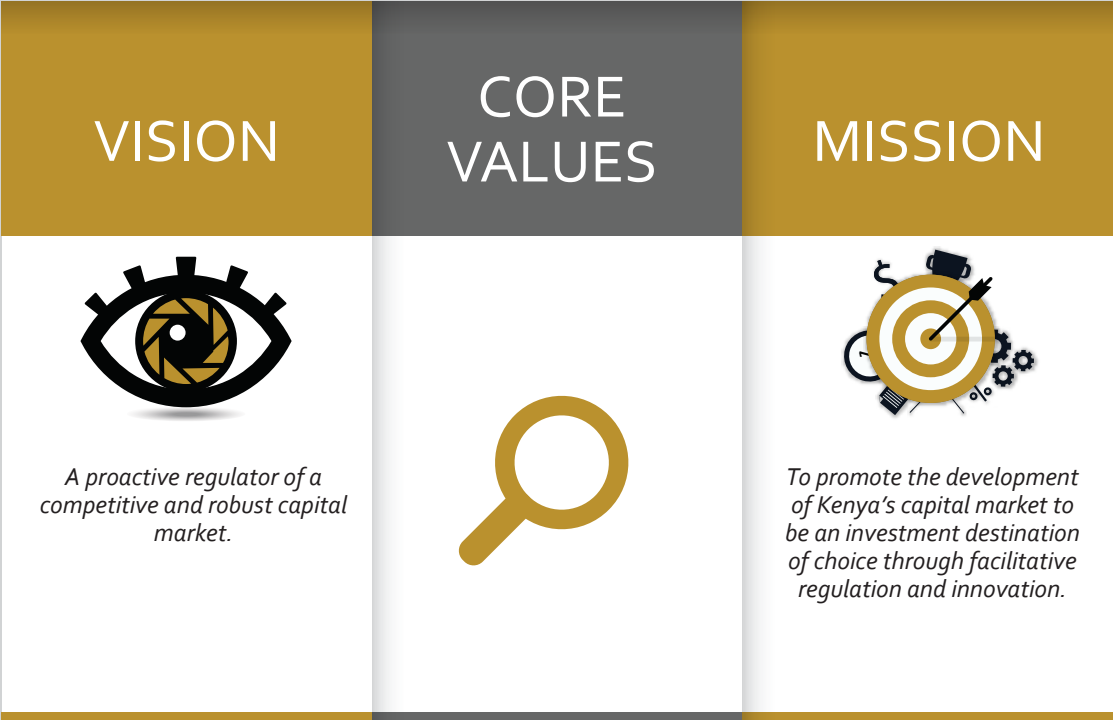 VISION
A proactive regulator of a
competitive and robust capital
market.
CORE
VALUES
MISSION
To promote the development
of Kenya’s capital market to
be an investment destination
of choice through facilitative
regulation and innovation.